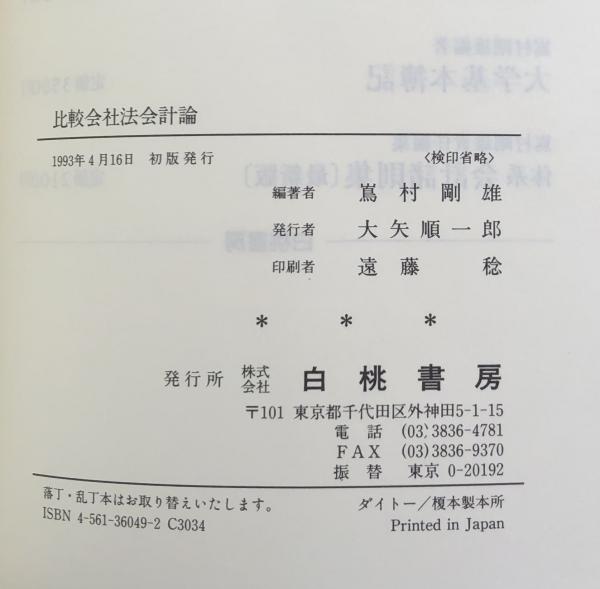 比較会社法会計論
1993年4月16日 初版発行 〈検印省略〉
編著者 嶌村剛雄
発行者 大矢順一郎
印刷者 遠藤稔
* * *
発行所 株式会社 白桃書房
〒101 東京都千代田区外神田5-1-15
電話 (03)3836-4781
FAX (03)3836-9370
振替 東京 0-20192
落丁・乱丁本はお取り替えいたします。 ダイトー/榎本製本所
ISBN 4-561-36049-2 C3034 Printed in Japan